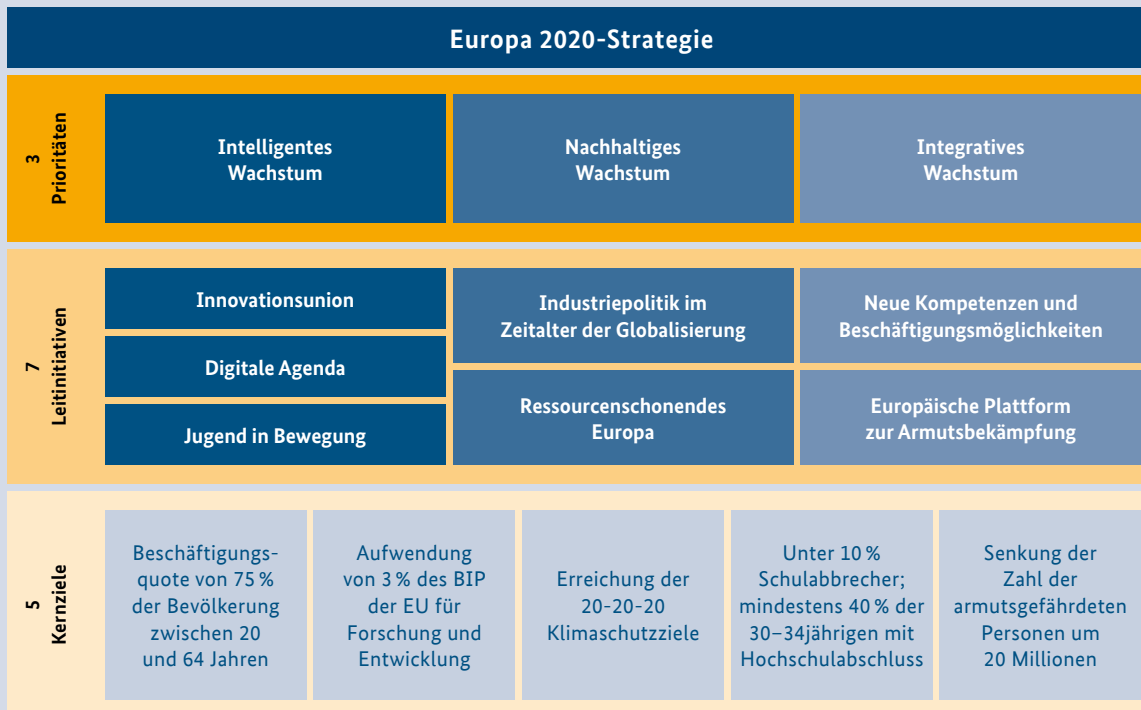 Europa 2020-Strategie
3
Prioritäten
Intelligentes
Wachstum
Nachhaltiges
Wachstum
Integratives
Wachstum
7
Leitinitiativen
Innovationsunion
Digitale Agenda
Jugend in Bewegung
Industriepolitik im
Zeitalter der Globalisierung
Ressourcenschonendes
Europa
Neue Kompetenzen und
Beschäftigungsmöglichkeiten
Europäische Plattform
zur Armutsbekämpfung
5
Kernziele
Beschäftigungs-
quote von 75 %
der Bevölkerung
zwischen 20
und 64 Jahren
Aufwendung
von 3 % des BIP
der EU für
Forschung und
Entwicklung
Erreichung der
20-20-20
Klimaschutzziele
Unter 10 %
Schulabbrecher;
mindestens 40 % der
30–34jährigen mit
Hochschulabschluss
Senkung der
Zahl der
armutsgefährdeten
Personen um
20 Millionen